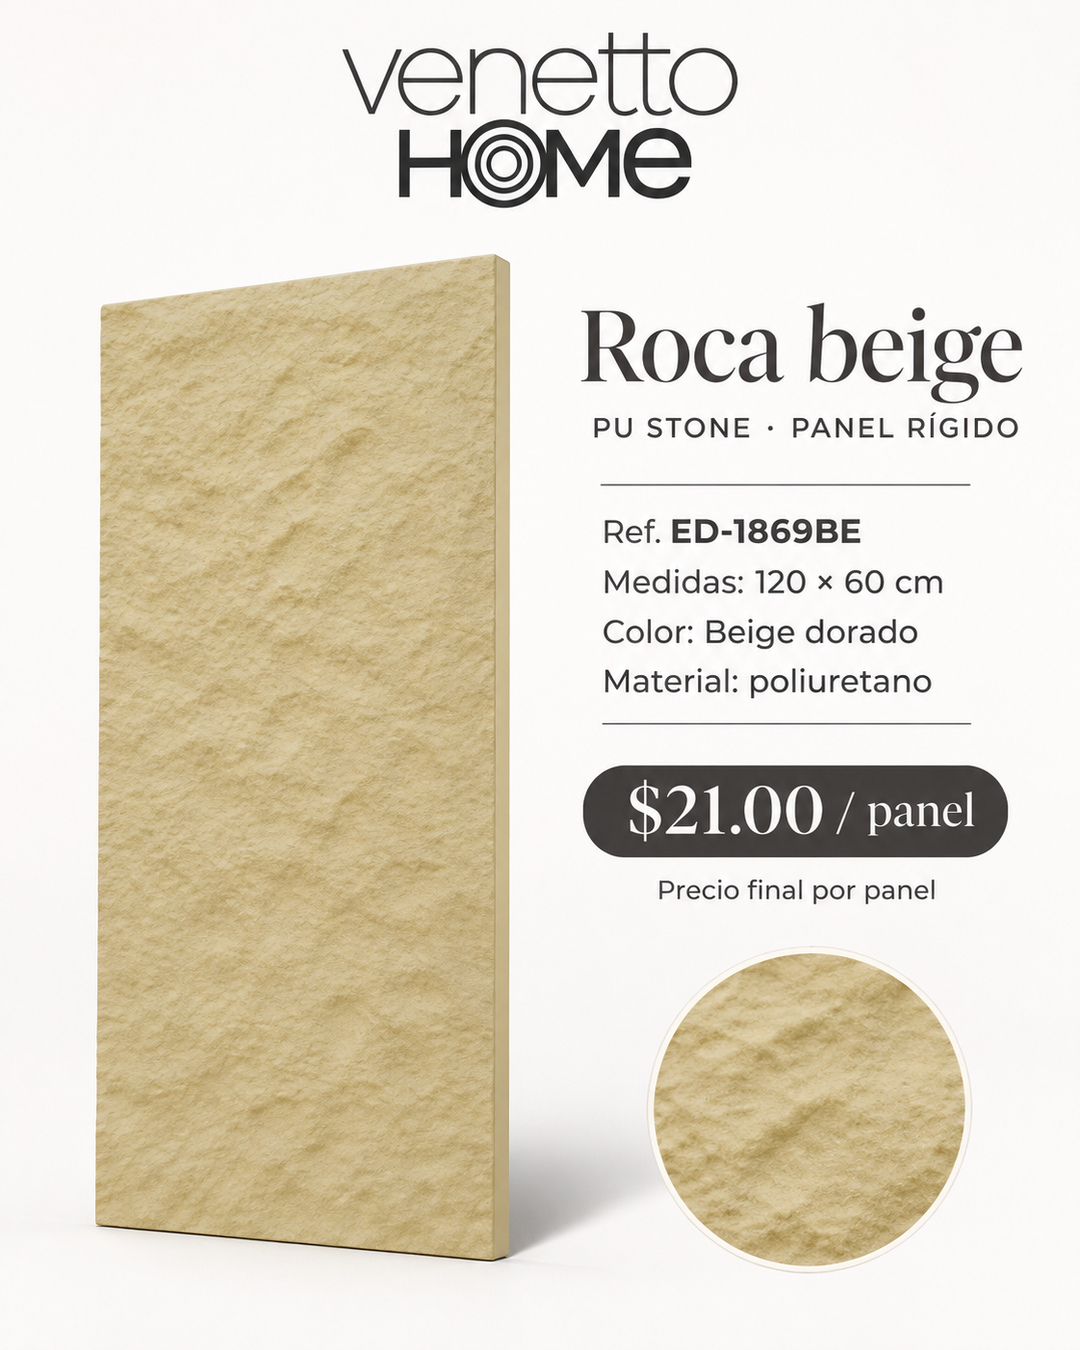 venetto
HOMe
Roca beige
PU STONE · PANEL RÍGIDO
Ref. ED-1869BE
Medidas: 120 × 60 cm
Color: Beige dorado
Material: poliuretano
$21.00 / panel
Precio final por panel